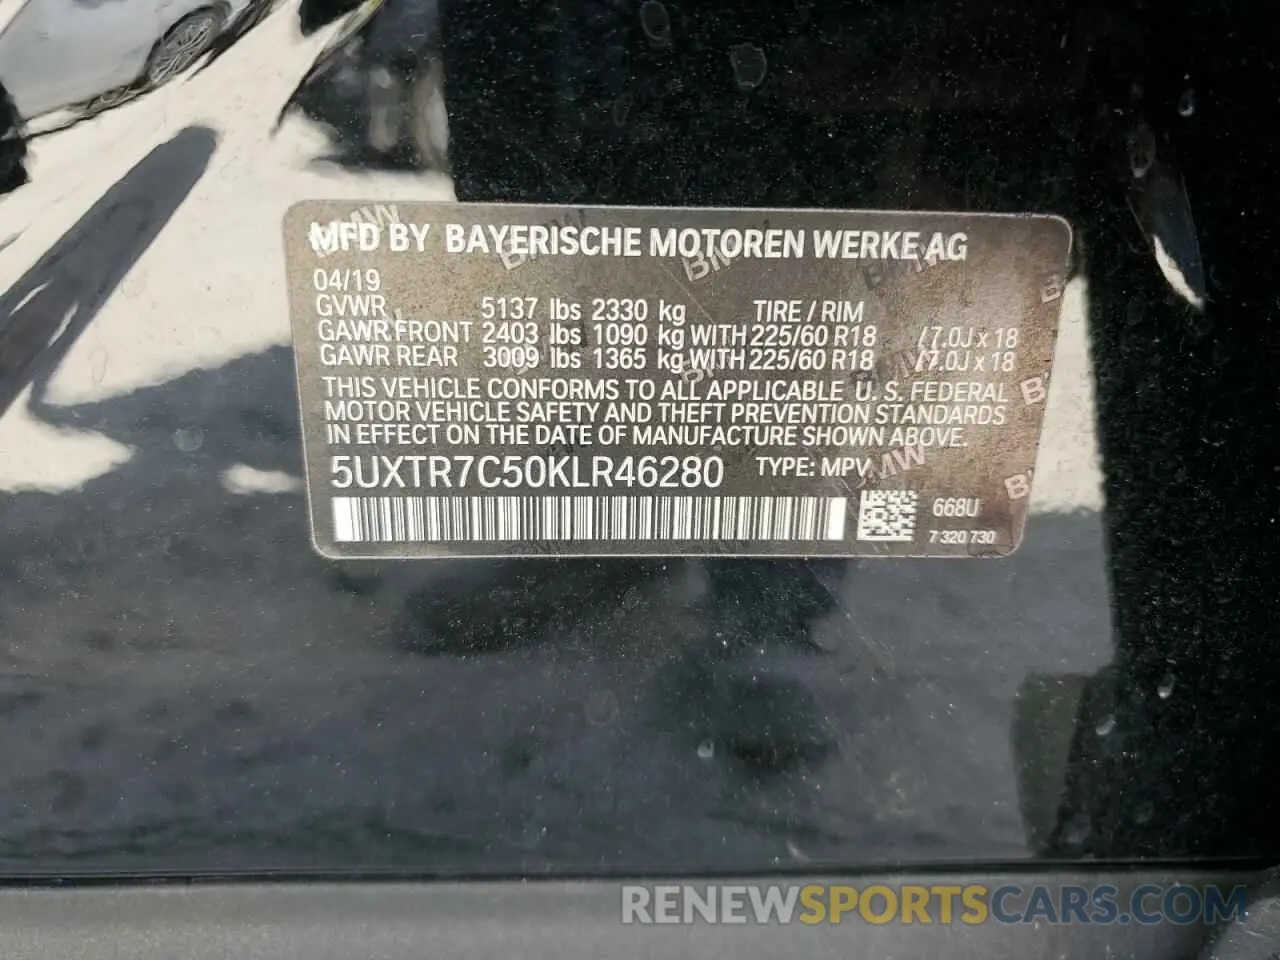 MFD BY BAYERISCHE MOTOREN WERKE AG
04/19
GVWR 5137 lbs 2330 kg TIRE / RIM
GAWR FRONT 2403 lbs 1090 kg WITH 225/60 R18 / 7.0J x 18
GAWR REAR 3009 lbs 1365 kg WITH 225/60 R18 / 7.0J x 18
THIS VEHICLE CONFORMS TO ALL APPLICABLE U. S. FEDERAL
MOTOR VEHICLE SAFETY AND THEFT PREVENTION STANDARDS
IN EFFECT ON THE DATE OF MANUFACTURE SHOWN ABOVE.
5UXTR7C50KLR46280 TYPE: MPV
668U
7 320 730
RENEWSPORTSCARS.COM